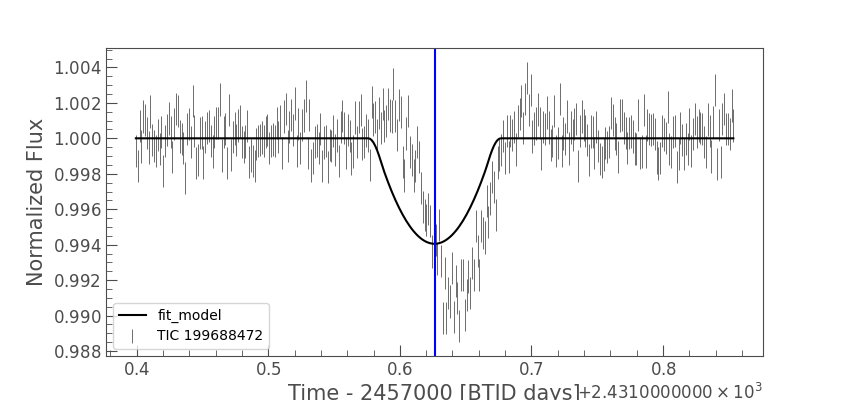 1.004
1.002
1.000
0.998
0.996
0.994
0.992
0.990
0.988
Normalized Flux
fit_model
TIC 199688472
0.4
0.5
0.6
0.7
0.8
Time - 2457000 [BTJD days]
+2.4310000000 × 10³